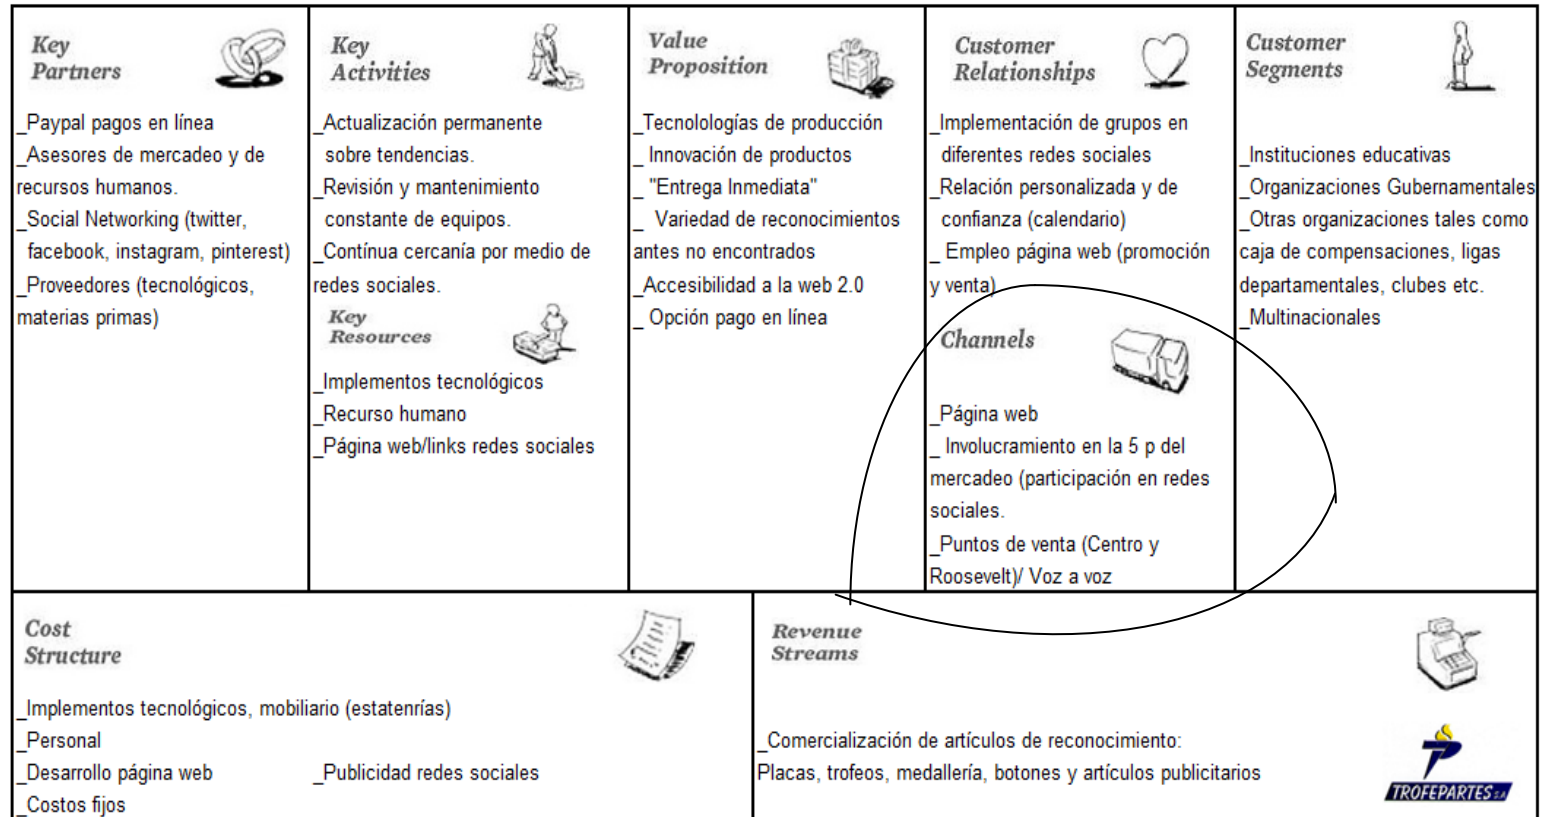 Key
Partners
_Paypal pagos en línea
_Asesores de mercadeo y de
recursos humanos.
_Social Networking (twitter,
facebook, instagram, pinterest)
_Proveedores (tecnológicos,
materias primas)
Key
Activities
_Actualización permanente
sobre tendencias.
_Revisión y mantenimiento
constante de equipos.
_Contínua cercanía por medio de
redes sociales.
Key
Resources
_Implementos tecnológicos
_Recurso humano
_Página web/links redes sociales
Value
Proposition
_Tecnolologías de producción
_ Innovación de productos
_ "Entrega Inmediata"
_ Variedad de reconocimientos
antes no encontrados
_Accesibilidad a la web 2.0
_ Opción pago en línea
Customer
Relationships
_Implementación de grupos en
diferentes redes sociales
_Relación personalizada y de
confianza (calendario)
_ Empleo página web (promoción
y venta)
Channels
_Página web
_ Involucramiento en la 5 p del
mercadeo (participación en redes
sociales.
_Puntos de venta (Centro y
Roosevelt)/ Voz a voz
Customer
Segments
_Instituciones educativas
_Organizaciones Gubernamentales
_Otras organizaciones tales como
caja de compensaciones, ligas
departamentales, clubes etc.
_Multinacionales
Cost
Structure
_Implementos tecnológicos, mobiliario (estatenrías)
_Personal
_Desarrollo página web _Publicidad redes sociales
_Costos fijos
Revenue
Streams
_Comercialización de artículos de reconocimiento:
Placas, trofeos, medallería, botones y artículos publicitarios
TROFEPARTES S.A